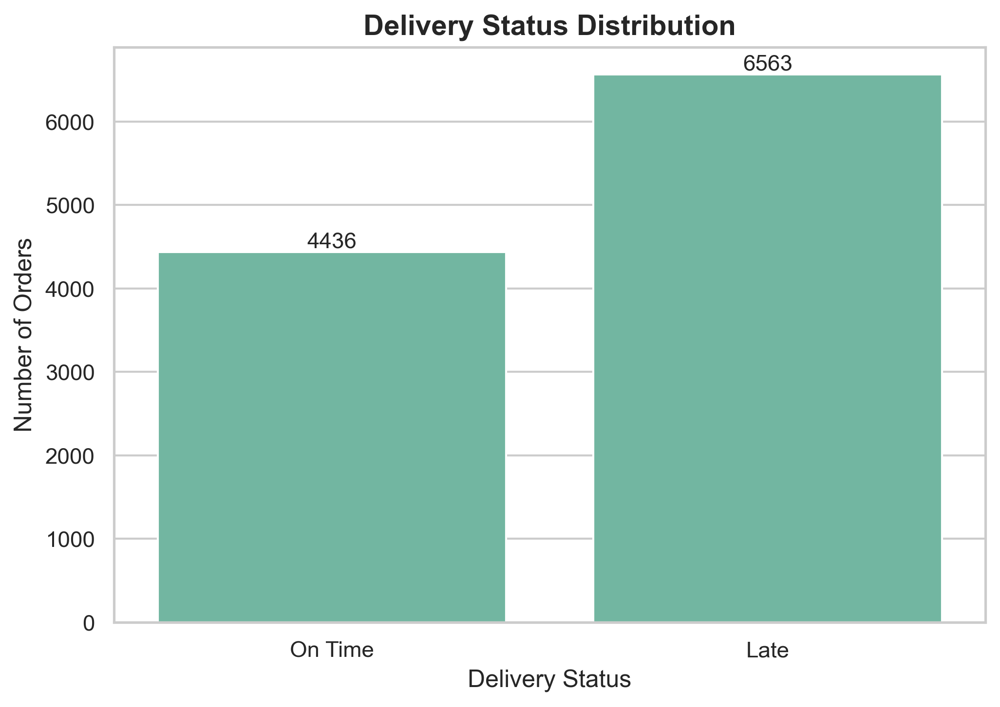 Delivery Status Distribution
6563
6000
5000
4436
4000
3000
2000
1000
0
Number of Orders
On Time
Late
Delivery Status